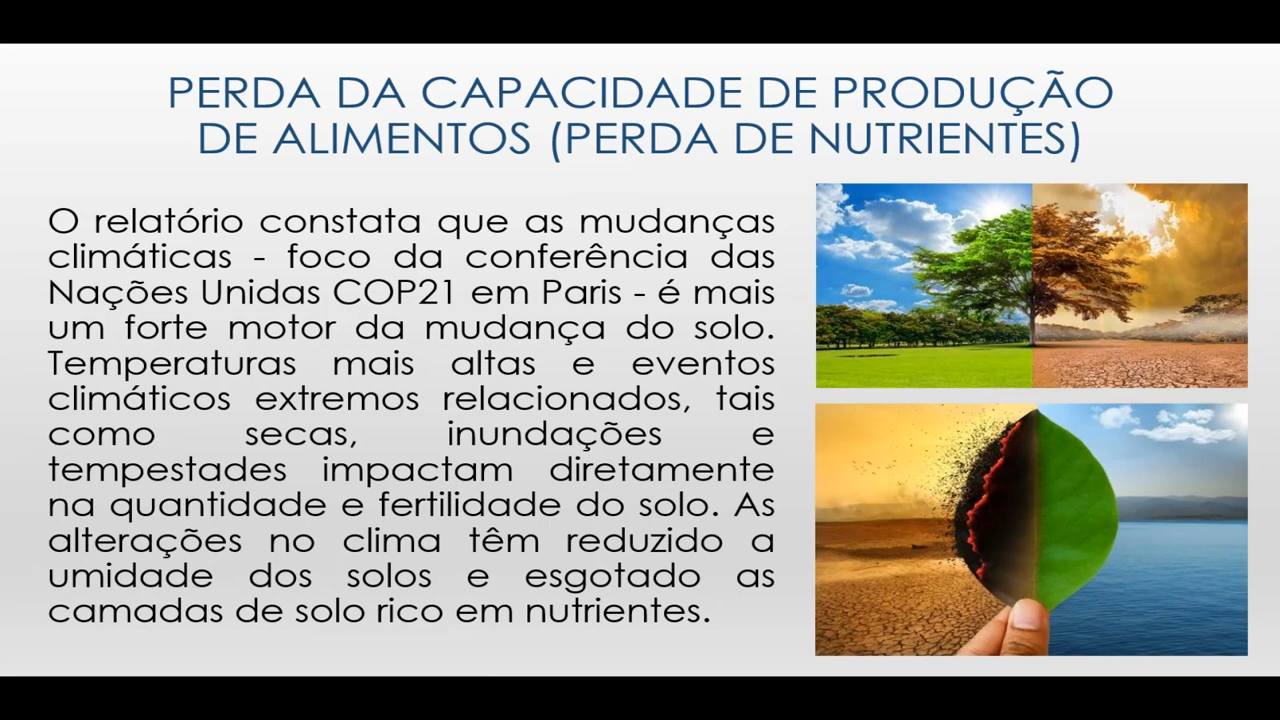 PERDA DA CAPACIDADE DE PRODUÇÃO
DE ALIMENTOS (PERDA DE NUTRIENTES)
O relatório constata que as mudanças
climáticas - foco da conferência das
Nações Unidas COP21 em Paris - é mais
um forte motor da mudança do solo.
Temperaturas mais altas e eventos
climáticos extremos relacionados, tais
como secas, inundações e
tempestades impactam diretamente
na quantidade e fertilidade do solo. As
alterações no clima têm reduzido a
umidade dos solos e esgotado as
camadas de solo rico em nutrientes.